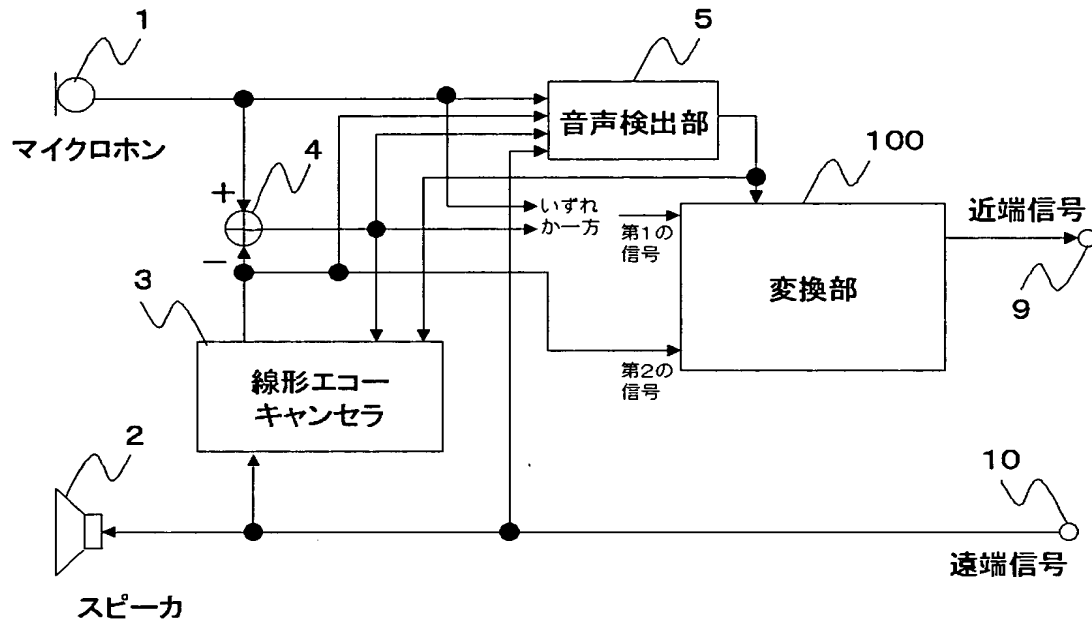 1
5
音声検出部
マイクロホン
4
100
+
いずれ
か一方
第1の
信号
近端信号
−
3
変換部
9
線形エコー
キャンセラ
第2の
信号
2
10
遠端信号
スピーカ